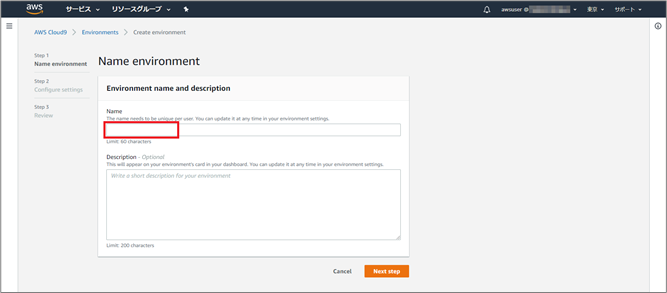 aws サービス リソースグループ awsuser @ 東京 サポート
AWS Cloud9 > Environments > Create environment
Step 1
Name environment
Step 2
Configure settings
Step 3
Review
Name environment
Environment name and description
Name
The name needs to be unique per user. You can update it at any time in your environment settings.
Limit: 60 characters
Description - Optional
This will appear on your environment's card in your dashboard. You can update it at any time in your environment settings.
Write a short description for your environment
Limit: 200 characters
Cancel Next step